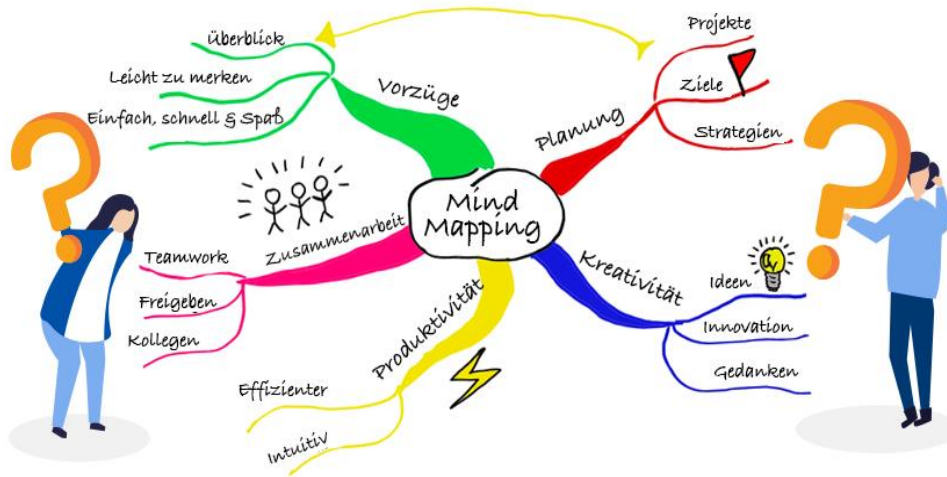 Mind
Mapping
Vorzüge
Überblick
Leicht zu merken
Einfach, schnell & Spaß
Planung
Projekte
Ziele
Strategien
Kreativität
Ideen
Innovation
Gedanken
Produktivität
Effizienter
Intuitiv
Zusammenarbeit
Teamwork
Freigeben
Kollegen